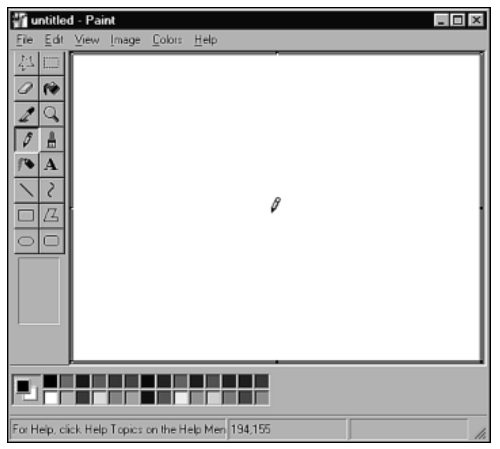 untitled - Paint
File Edit View Image Colors Help
A
For Help, click Help Topics on the Help Men 194,155